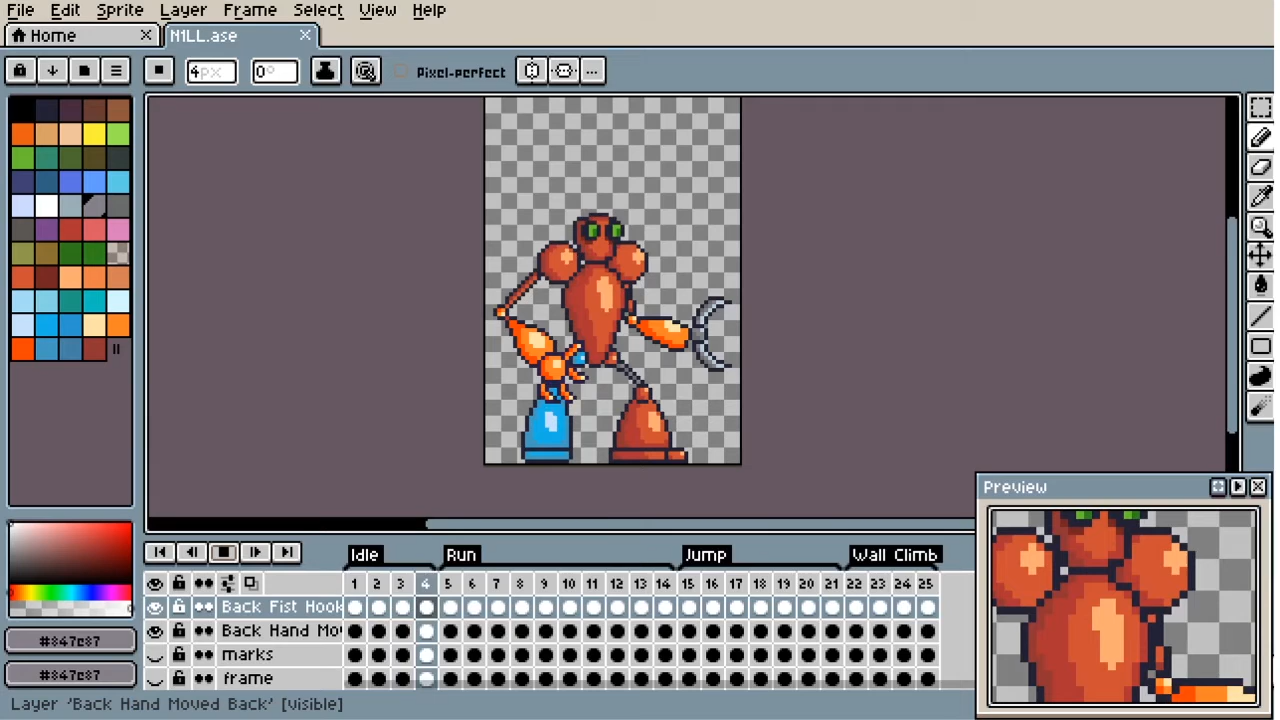 File Edit Sprite Layer Frame Select View Help
Home N1LL.ase
4px 0° Pixel-perfect ...
Preview
Idle Run Jump Wall Climb
1 2 3 4 5 6 7 8 9 10 11 12 13 14 15 16 17 18 19 20 21 22 23 24 25
Back Fist Hook
Back Hand Mo
marks
frame
#847e87
#847e87
Layer 'Back Hand Moved Back' [visible]